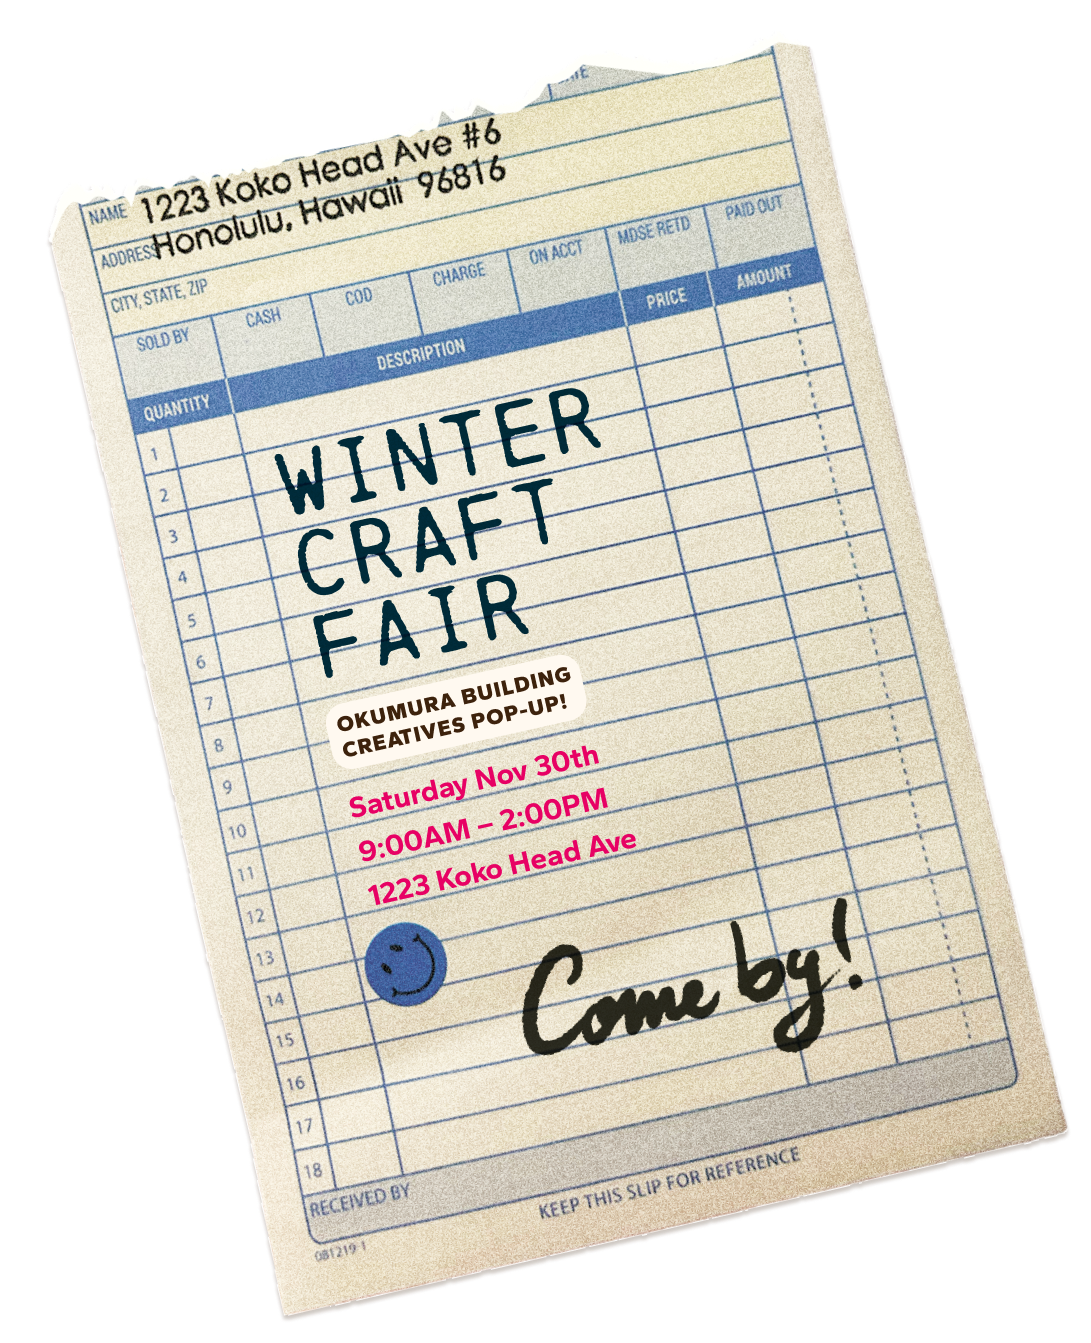 1223 Koko Head Ave #6
Honolulu, Hawaii 96816
NAME
ADDRESS
CITY, STATE, ZIP
SOLD BY
CASH
COD
CHARGE
ON ACCT
MDSE RETD
PAID OUT
QUANTITY
DESCRIPTION
PRICE
AMOUNT
1
2
3
4
5
6
7
8
9
10
11
12
13
14
15
16
17
18
WINTER
CRAFT
FAIR
OKUMURA BUILDING
CREATIVES POP-UP!
Saturday Nov 30th
9:00AM – 2:00PM
1223 Koko Head Ave
Come by!
RECEIVED BY
KEEP THIS SLIP FOR REFERENCE
081219-1